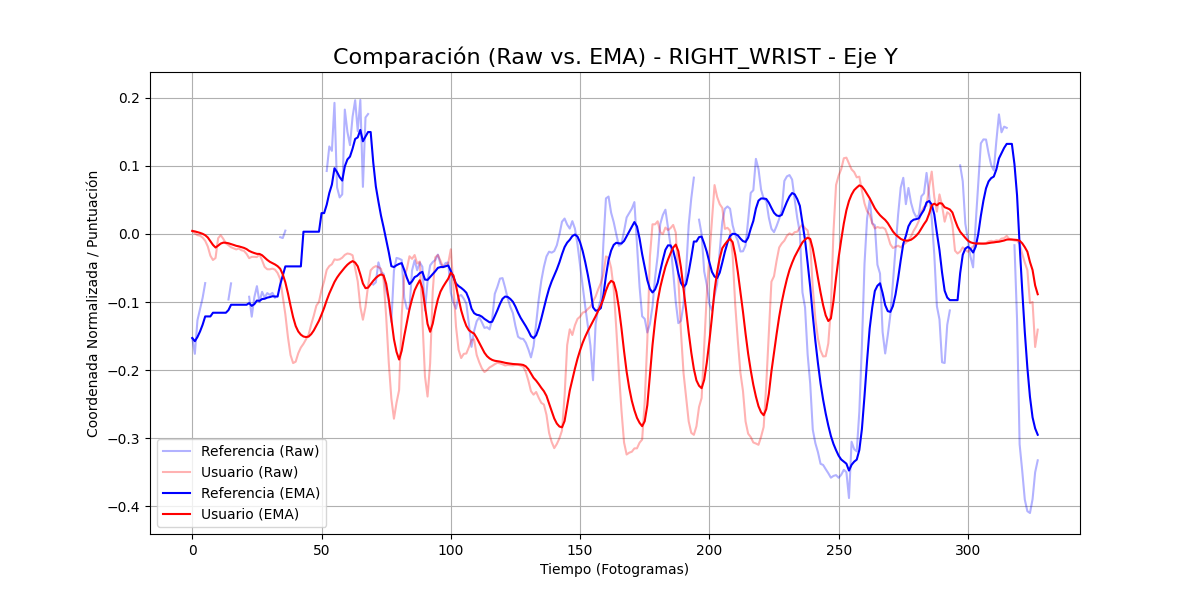 Comparación (Raw vs. EMA) - RIGHT_WRIST - Eje Y
Coordenada Normalizada / Puntuación
0.2
0.1
0.0
−0.1
−0.2
−0.3
−0.4
Referencia (Raw)
Usuario (Raw)
Referencia (EMA)
Usuario (EMA)
0 50 100 150 200 250 300
Tiempo (Fotogramas)